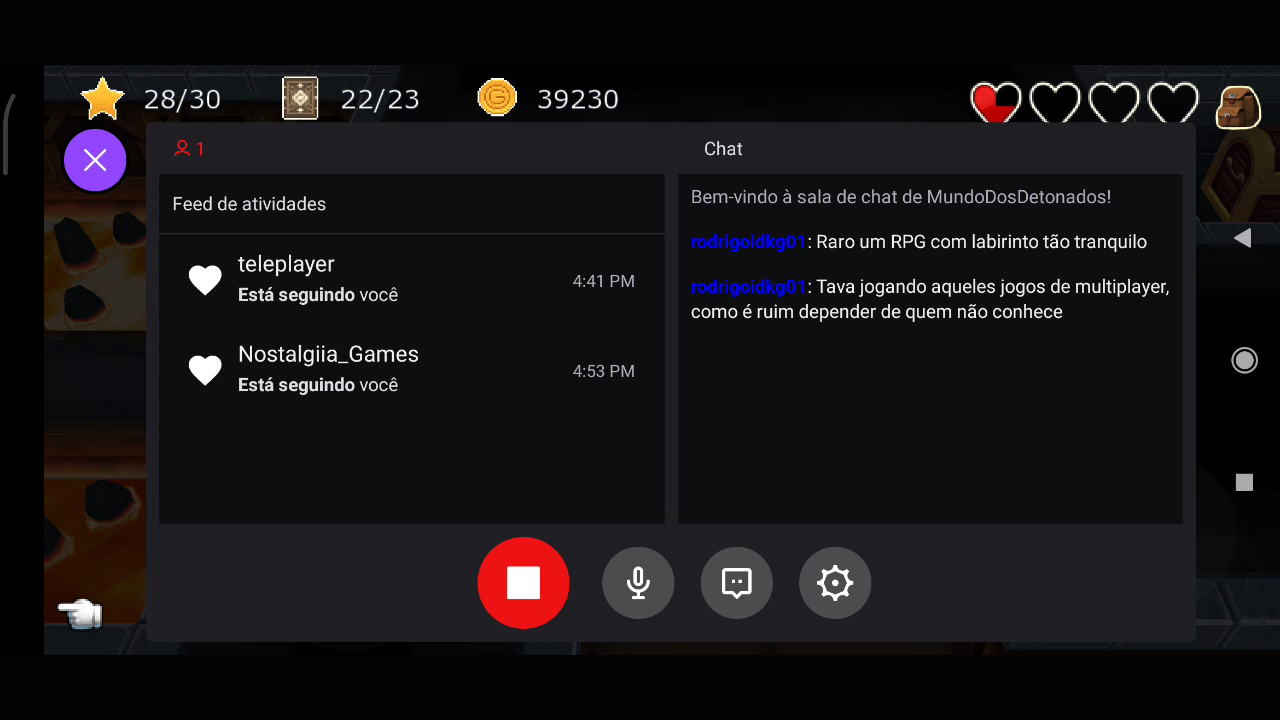 28/30 22/23 39230
1
Chat
Feed de atividades
teleplayer
Está seguindo você
4:41 PM
Nostalgiia_Games
Está seguindo você
4:53 PM
Bem-vindo à sala de chat de MundoDosDetonados!
rodrigoidkg01: Raro um RPG com labirinto tão tranquilo
rodrigoidkg01: Tava jogando aqueles jogos de multiplayer,
como é ruim depender de quem não conhece